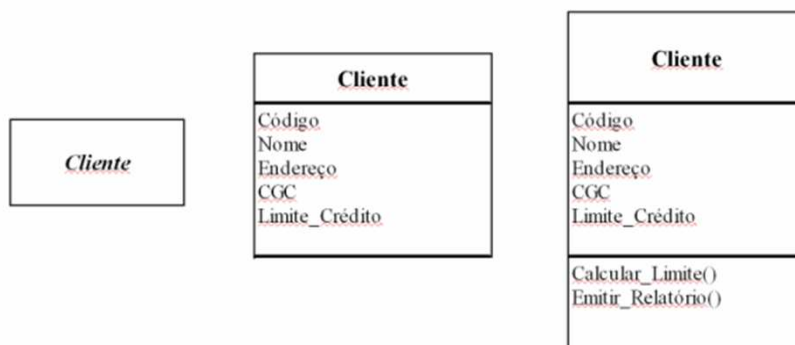 Cliente
Cliente
Código
Nome
Endereço
CGC
Limite_Crédito
Cliente
Código
Nome
Endereço
CGC
Limite_Crédito
Calcular_Limite()
Emitir_Relatório()